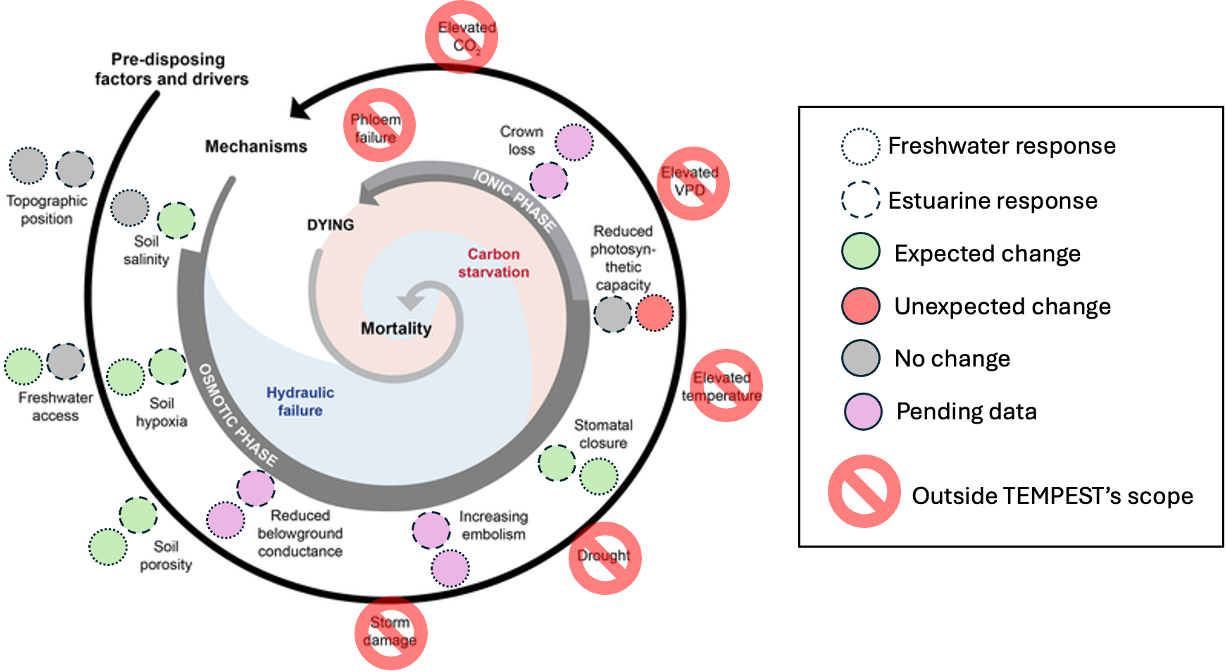 Elevated
CO₂
Pre-disposing
factors and drivers
Phloem
failure
Mechanisms
Crown
loss
Elevated
VPD
IONIC PHASE
Topographic
position
DYING
Soil
salinity
Reduced
photosyn-
thetic
capacity
Carbon
starvation
Mortality
Freshwater
access
Soil
hypoxia
OSMOTIC PHASE
Hydraulic
failure
Elevated
temperature
Stomatal
closure
Soil
porosity
Reduced
belowground
conductance
Increasing
embolism
Drought
Storm
damage
Freshwater response
Estuarine response
Expected change
Unexpected change
No change
Pending data
Outside TEMPEST's scope